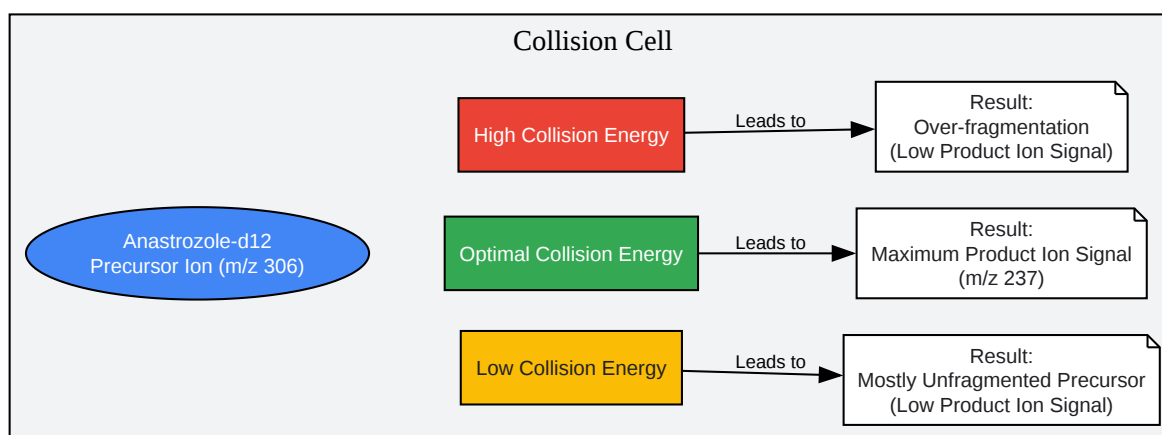 Collision Cell
Anastrozole-d12
Precursor Ion (m/z 306)
High Collision Energy
Leads to
Result:
Over-fragmentation
(Low Product Ion Signal)
Optimal Collision Energy
Leads to
Result:
Maximum Product Ion Signal
(m/z 237)
Low Collision Energy
Leads to
Result:
Mostly Unfragmented Precursor
(Low Product Ion Signal)